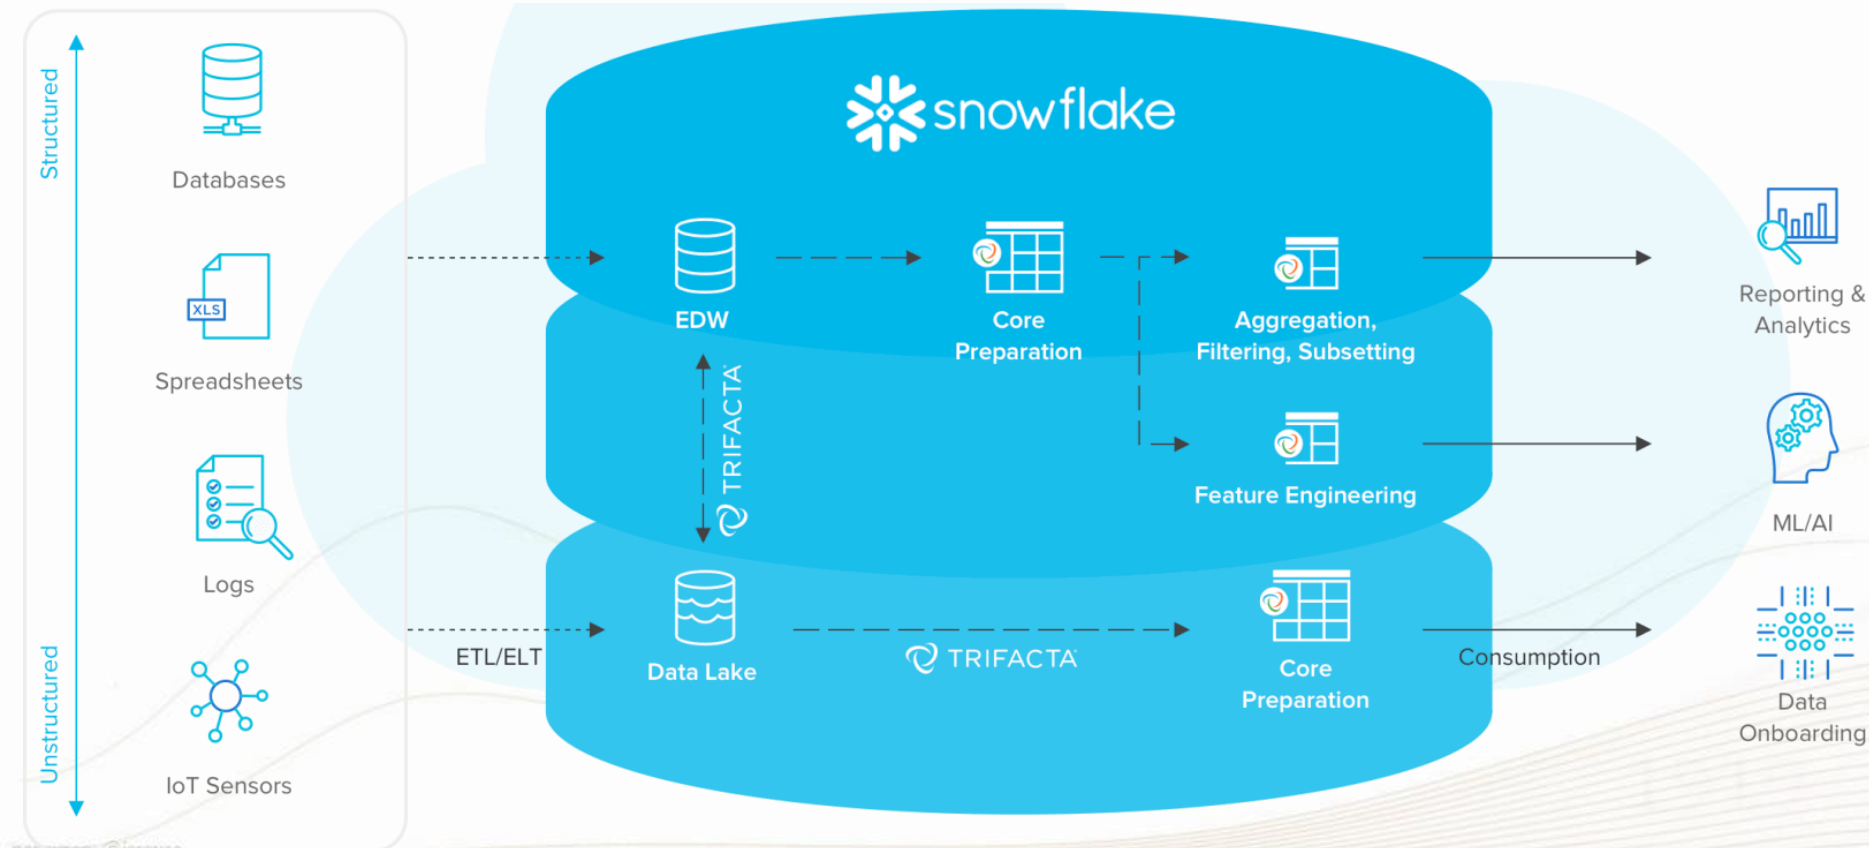 Structured
Databases
XLS
Spreadsheets
Logs
Unstructured
IoT Sensors
snowflake
EDW
Core
Preparation
Aggregation,
Filtering, Subsetting
TRIFACTA
Feature Engineering
ETL/ELT
Data Lake
TRIFACTA
Core
Preparation
Consumption
Reporting &
Analytics
ML/AI
Data
Onboarding